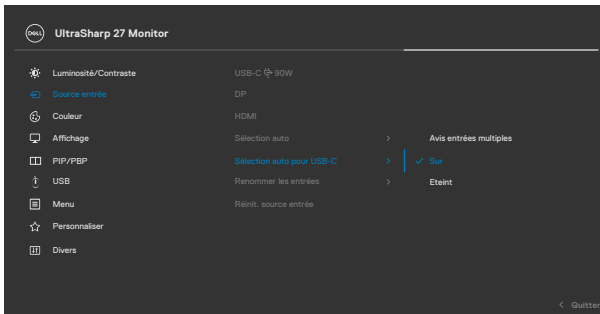 DELL UltraSharp 27 Monitor
Luminosité/Contraste
Source entrée
Couleur
Affichage
PIP/PBP
USB
Menu
Personnaliser
Divers
USB-C 90W
DP
HDMI
Sélection auto
Sélection auto pour USB-C
Renommer les entrées
Réinit. source entrée
Avis entrées multiples
Sur
Eteint
Quitter